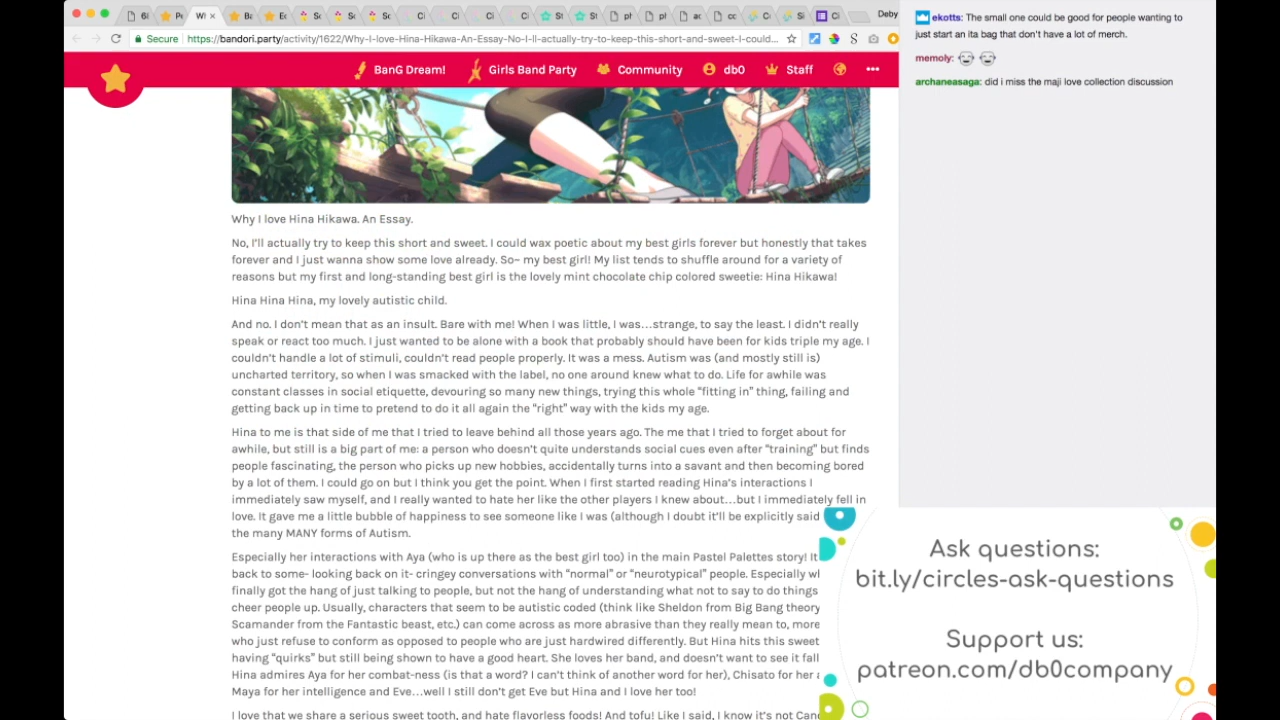 Deby
Secure
https://bandori.party/activity/1622/Why-I-love-Hina-Hikawa-An-Essay-No-I-ll-actually-try-to-keep-this-short-and-sweet-I-could...
BanG Dream!
Girls Band Party
Community
db0
Staff
Why I love Hina Hikawa. An Essay.
No, I'll actually try to keep this short and sweet. I could wax poetic about my best girls forever but honestly that takes
forever and I just wanna show some love already. So~ my best girl! My list tends to shuffle around for a variety of
reasons but my first and long-standing best girl is the lovely mint chocolate chip colored sweetie: Hina Hikawa!
Hina Hina Hina, my lovely autistic child.
And no. I don't mean that as an insult. Bare with me! When I was little, I was...strange, to say the least. I didn't really
speak or react too much. I just wanted to be alone with a book that probably should have been for kids triple my age. I
couldn't handle a lot of stimuli, couldn't read people properly. It was a mess. Autism was (and mostly still is)
uncharted territory, so when I was smacked with the label, no one around knew what to do. Life for awhile was
constant classes in social etiquette, devouring so many new things, trying this whole "fitting in" thing, failing and
getting back up in time to pretend to do it all again the "right" way with the kids my age.
Hina to me is that side of me that I tried to leave behind all those years ago. The me that I tried to forget about for
awhile, but still is a big part of me: a person who doesn't quite understands social cues even after "training" but finds
people fascinating, the person who picks up new hobbies, accidentally turns into a savant and then becoming bored
by a lot of them. I could go on but I think you get the point. When I first started reading Hina's interactions I
immediately saw myself, and I really wanted to hate her like the other players I knew about...but I immediately fell in
love. It gave me a little bubble of happiness to see someone like I was (although I doubt it'll be explicitly said
the many MANY forms of Autism.
Especially her interactions with Aya (who is up there as the best girl too) in the main Pastel Palettes story! It
back to some- looking back on it- cringey conversations with "normal" or "neurotypical" people. Especially
finally got the hang of just talking to people, but not the hang of understanding what not to say to do things
cheer people up. Usually, characters that seem to be autistic coded (think like Sheldon from Big Bang theory
Scamander from the Fantastic beast, etc.) can come across as more abrasive than they really mean to, more
who just refuse to conform as opposed to people who are just hardwired differently. But Hina hits this sweet
having "quirks" but still being shown to have a good heart. She loves her band, and doesn't want to see it fall
Hina admires Aya for her combat-ness (is that a word? I can't think of another word for her), Chisato for her
Maya for her intelligence and Eve...well I still don't get Eve but Hina and I love her too!
I love that we share a serious sweet tooth, and hate flavorless foods! And tofu! Like I said, I know it's not
ekotts: The small one could be good for people wanting to
just start an ita bag that don't have a lot of merch.
memoly:
archaneasaga: did i miss the maji love collection discussion
Ask questions:
bit.ly/circles-ask-questions
Support us:
patreon.com/db0company